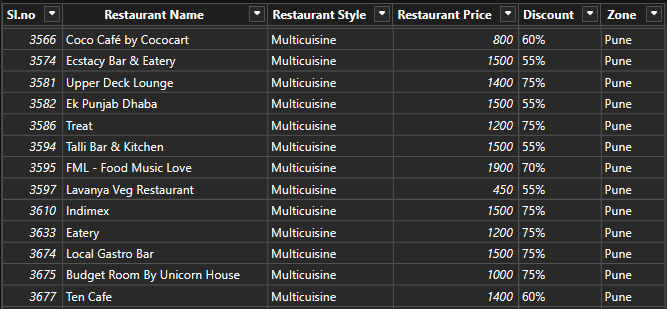 Sl.no Restaurant Name Restaurant Style Restaurant Price Discount Zone
3566 Coco Café by Cococart Multicuisine 800 60% Pune
3574 Ecstacy Bar & Eatery Multicuisine 1500 55% Pune
3581 Upper Deck Lounge Multicuisine 1400 75% Pune
3582 Ek Punjab Dhaba Multicuisine 1500 55% Pune
3586 Treat Multicuisine 1200 75% Pune
3594 Talli Bar & Kitchen Multicuisine 1500 55% Pune
3595 FML - Food Music Love Multicuisine 1900 70% Pune
3597 Lavanya Veg Restaurant Multicuisine 450 55% Pune
3610 Indimex Multicuisine 1500 75% Pune
3633 Eatery Multicuisine 1200 75% Pune
3674 Local Gastro Bar Multicuisine 1500 75% Pune
3675 Budget Room By Unicorn House Multicuisine 1000 75% Pune
3677 Ten Cafe Multicuisine 1400 60% Pune